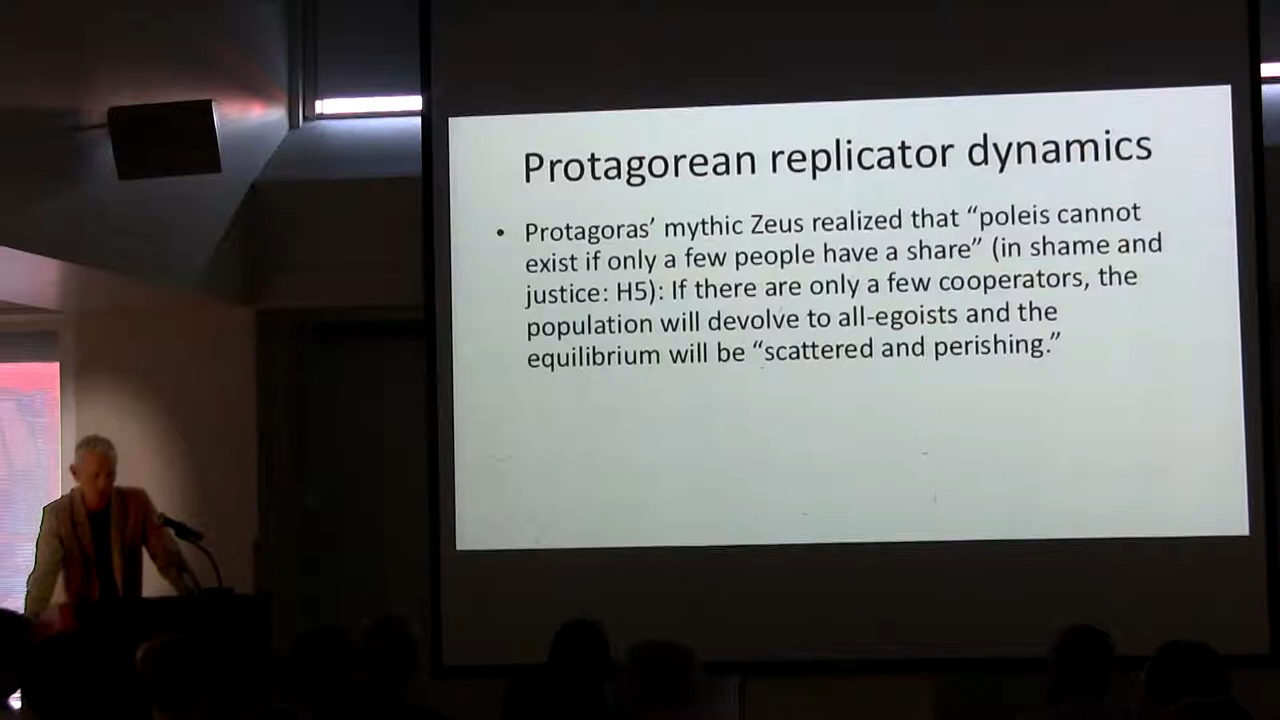 Protagorean replicator dynamics
• Protagoras’ mythic Zeus realized that “poleis cannot
exist if only a few people have a share” (in shame and
justice: H5): If there are only a few cooperators, the
population will devolve to all-egoists and the
equilibrium will be “scattered and perishing.”